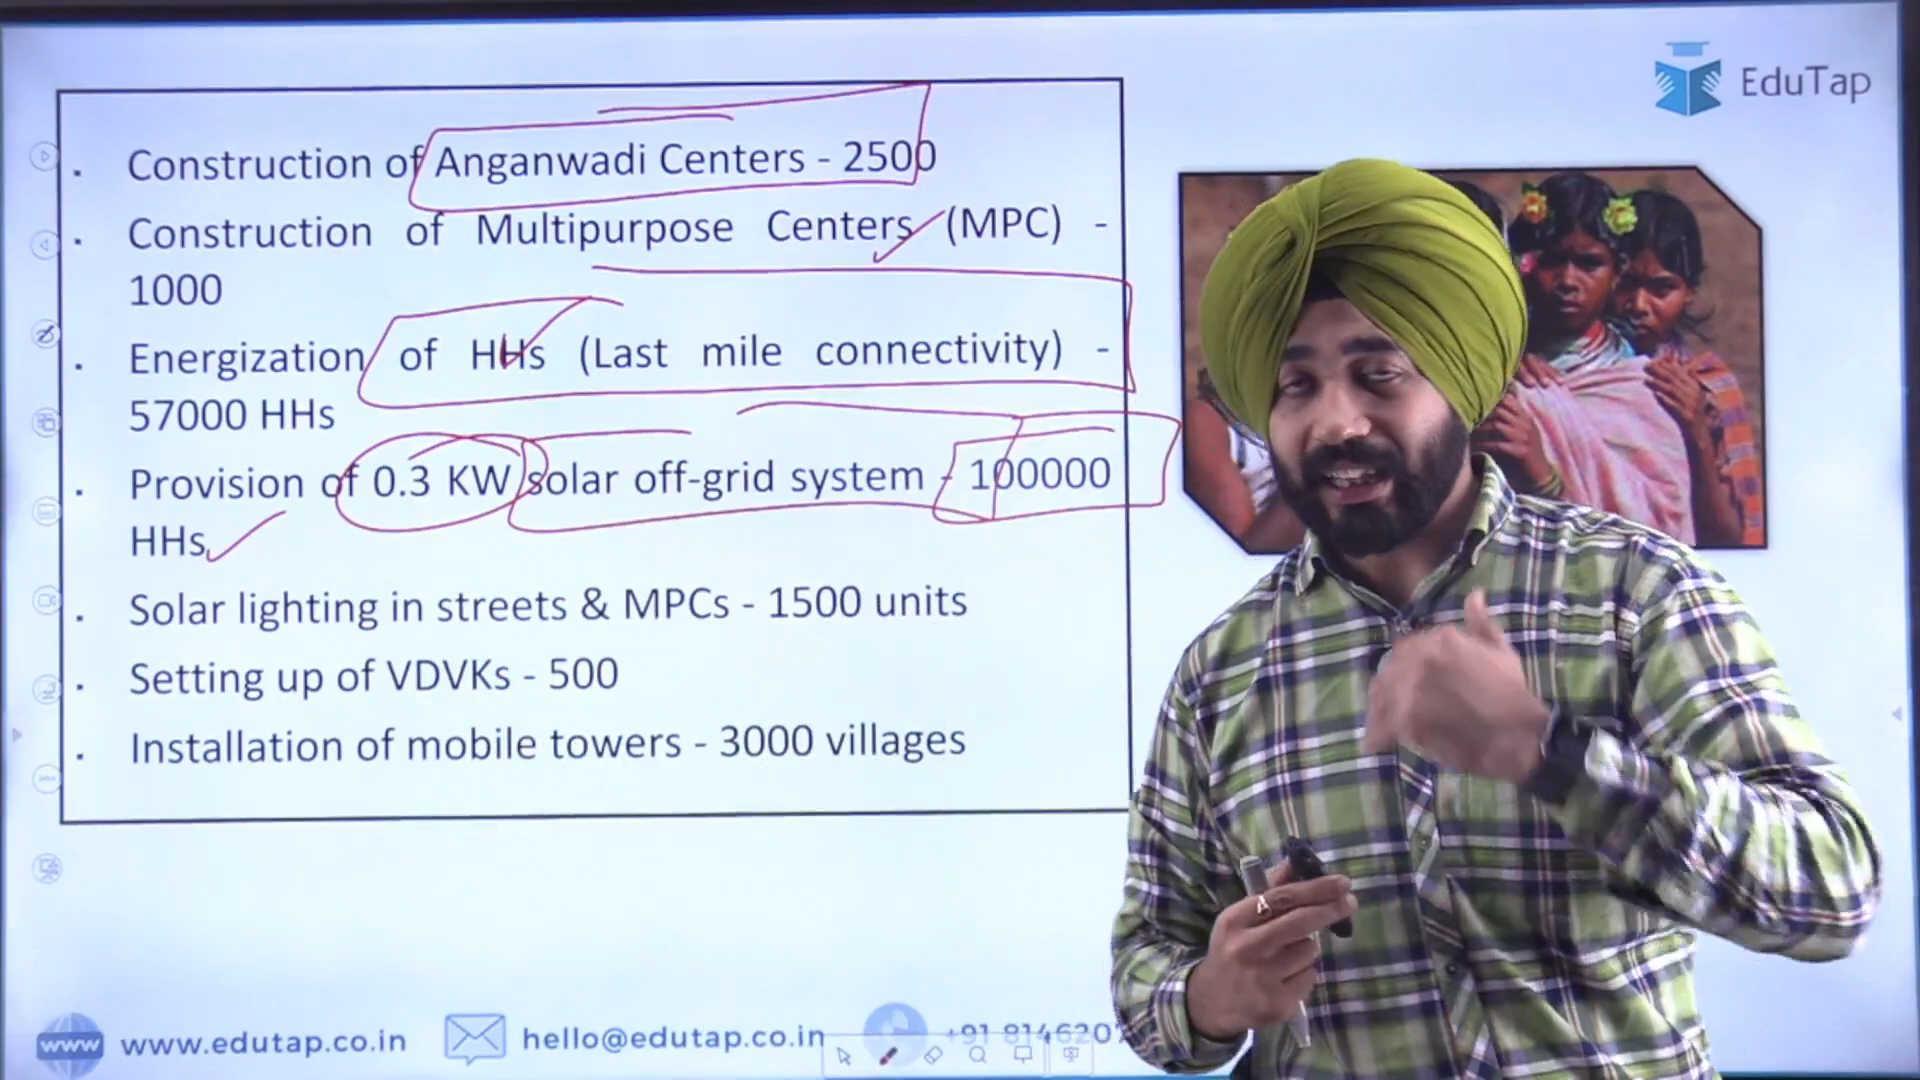 EduTap
. Construction of Anganwadi Centers - 2500
. Construction of Multipurpose Centers (MPC) -
1000
. Energization of HHs (Last mile connectivity) -
57000 HHs
. Provision of 0.3 KW solar off-grid system - 100000
HHs
. Solar lighting in streets & MPCs - 1500 units
. Setting up of VDVKs - 500
. Installation of mobile towers - 3000 villages
www www.edutap.co.in hello@edutap.co.in +91 814620